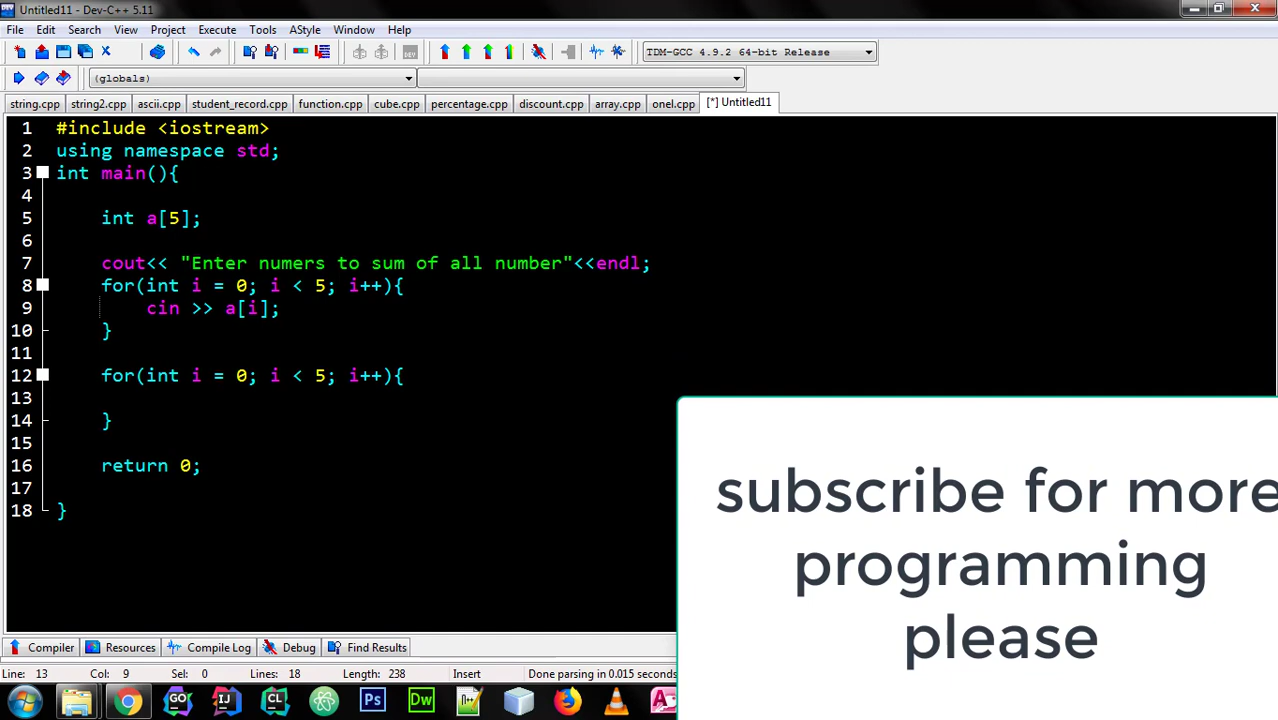 Untitled11 - Dev-C++ 5.11
File Edit Search View Project Execute Tools AStyle Window Help
TDM-GCC 4.9.2 64-bit Release
(globals)
string.cpp string2.cpp ascii.cpp student_record.cpp function.cpp cube.cpp percentage.cpp discount.cpp array.cpp onel.cpp [*] Untitled11
1 #include <iostream>
2 using namespace std;
3 int main(){
4
5 int a[5];
6
7 cout<< "Enter numers to sum of all number"<<endl;
8 for(int i = 0; i < 5; i++){
9 cin >> a[i];
10 }
11
12 for(int i = 0; i < 5; i++){
13
14 }
15
16 return 0;
17
18 }
subscribe for more
programming
please
Compiler Resources Compile Log Debug Find Results
Line: 13 Col: 9 Sel: 0 Lines: 18 Length: 238 Insert Done parsing in 0.015 seconds
GO IJ CL Ps Dw